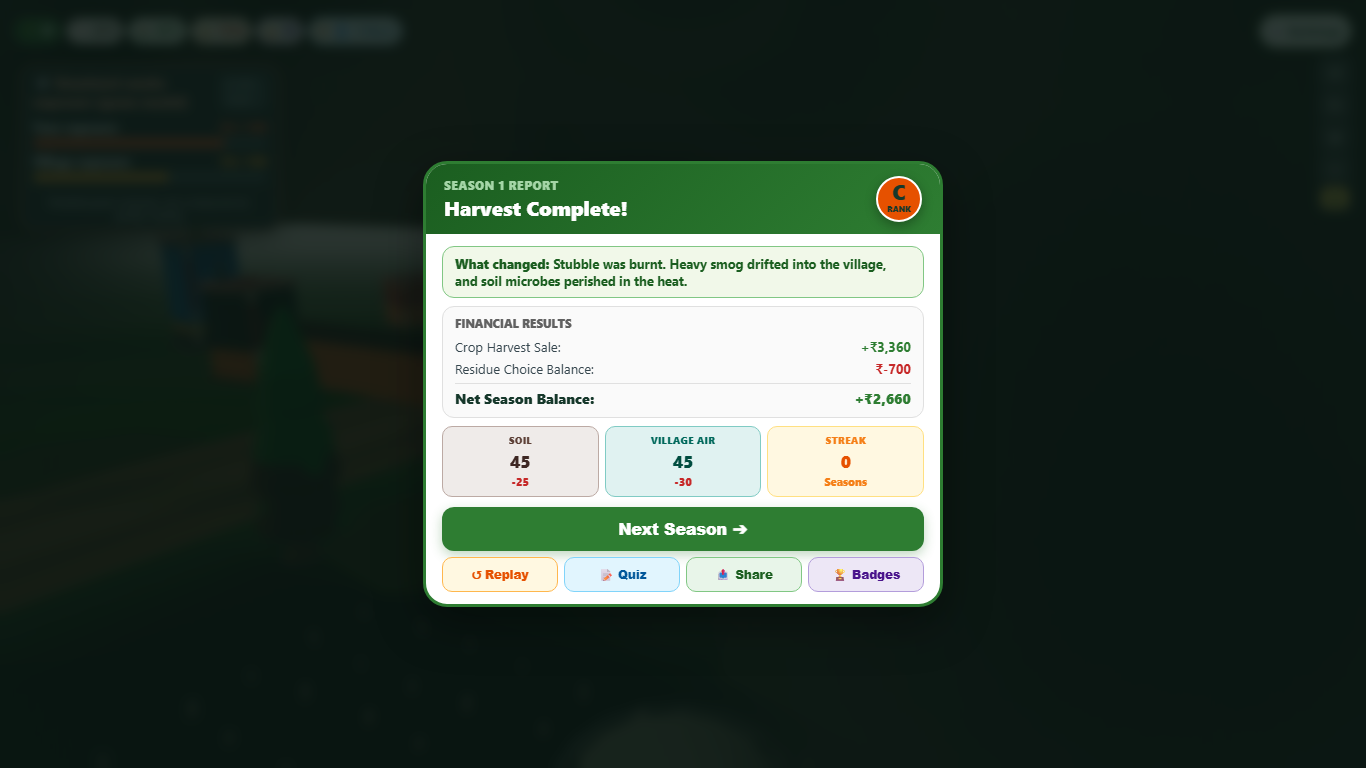 SEASON 1 REPORT
Harvest Complete!
C
RANK
What changed: Stubble was burnt. Heavy smog drifted into the village,
and soil microbes perished in the heat.
FINANCIAL RESULTS
Crop Harvest Sale: +₹3,360
Residue Choice Balance: ₹-700
Net Season Balance: +₹2,660
SOIL
45
-25
VILLAGE AIR
45
-30
STREAK
0
Seasons
Next Season ➔
↺ Replay
📝 Quiz
📤 Share
🏆 Badges